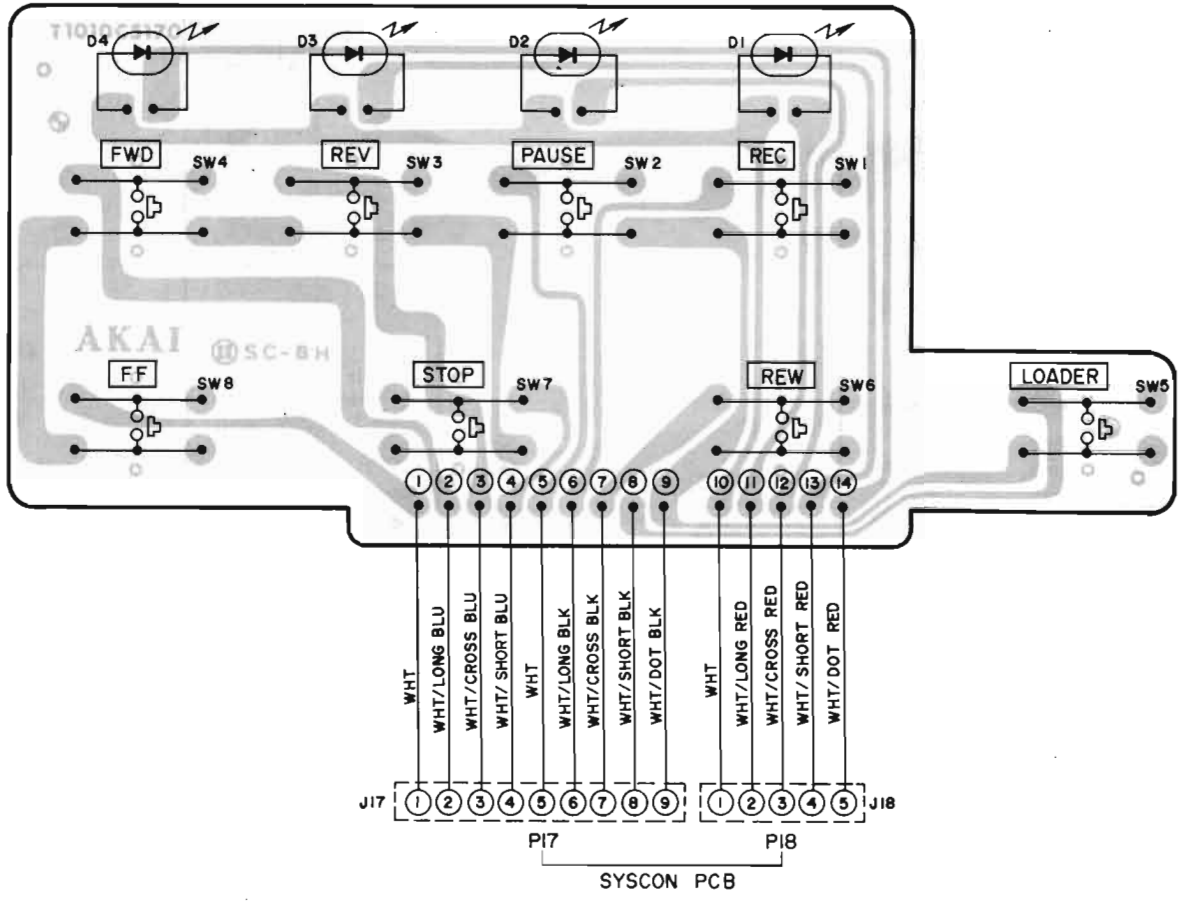 T1010C5170
D4 D3 D2 D1
FWD SW4 REV SW3 PAUSE SW2 REC SW1
AKAI SC-8H
FF SW8 STOP SW7 REW SW6 LOADER SW5
1 2 3 4 5 6 7 8 9 10 11 12 13 14
WHT
WHT/LONG BLU
WHT/CROSS BLU
WHT/SHORT BLU
WHT
WHT/LONG BLK
WHT/CROSS BLK
WHT/SHORT BLK
WHT/DOT BLK
WHT
WHT/LONG RED
WHT/CROSS RED
WHT/SHORT RED
WHT/DOT RED
J17 1 2 3 4 5 6 7 8 9 1 2 3 4 5 J18
P17 P18
SYSCON PCB